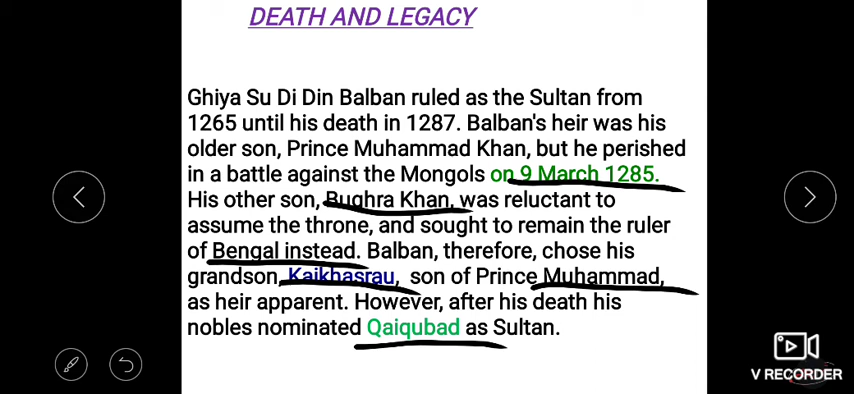 DEATH AND LEGACY
Ghiya Su Di Din Balban ruled as the Sultan from
1265 until his death in 1287. Balban's heir was his
older son, Prince Muhammad Khan, but he perished
in a battle against the Mongols on 9 March 1285.
His other son, Bughra Khan, was reluctant to
assume the throne, and sought to remain the ruler
of Bengal instead. Balban, therefore, chose his
grandson, Kaikhasrau, son of Prince Muhammad,
as heir apparent. However, after his death his
nobles nominated Qaiqubad as Sultan.
V RECORDER